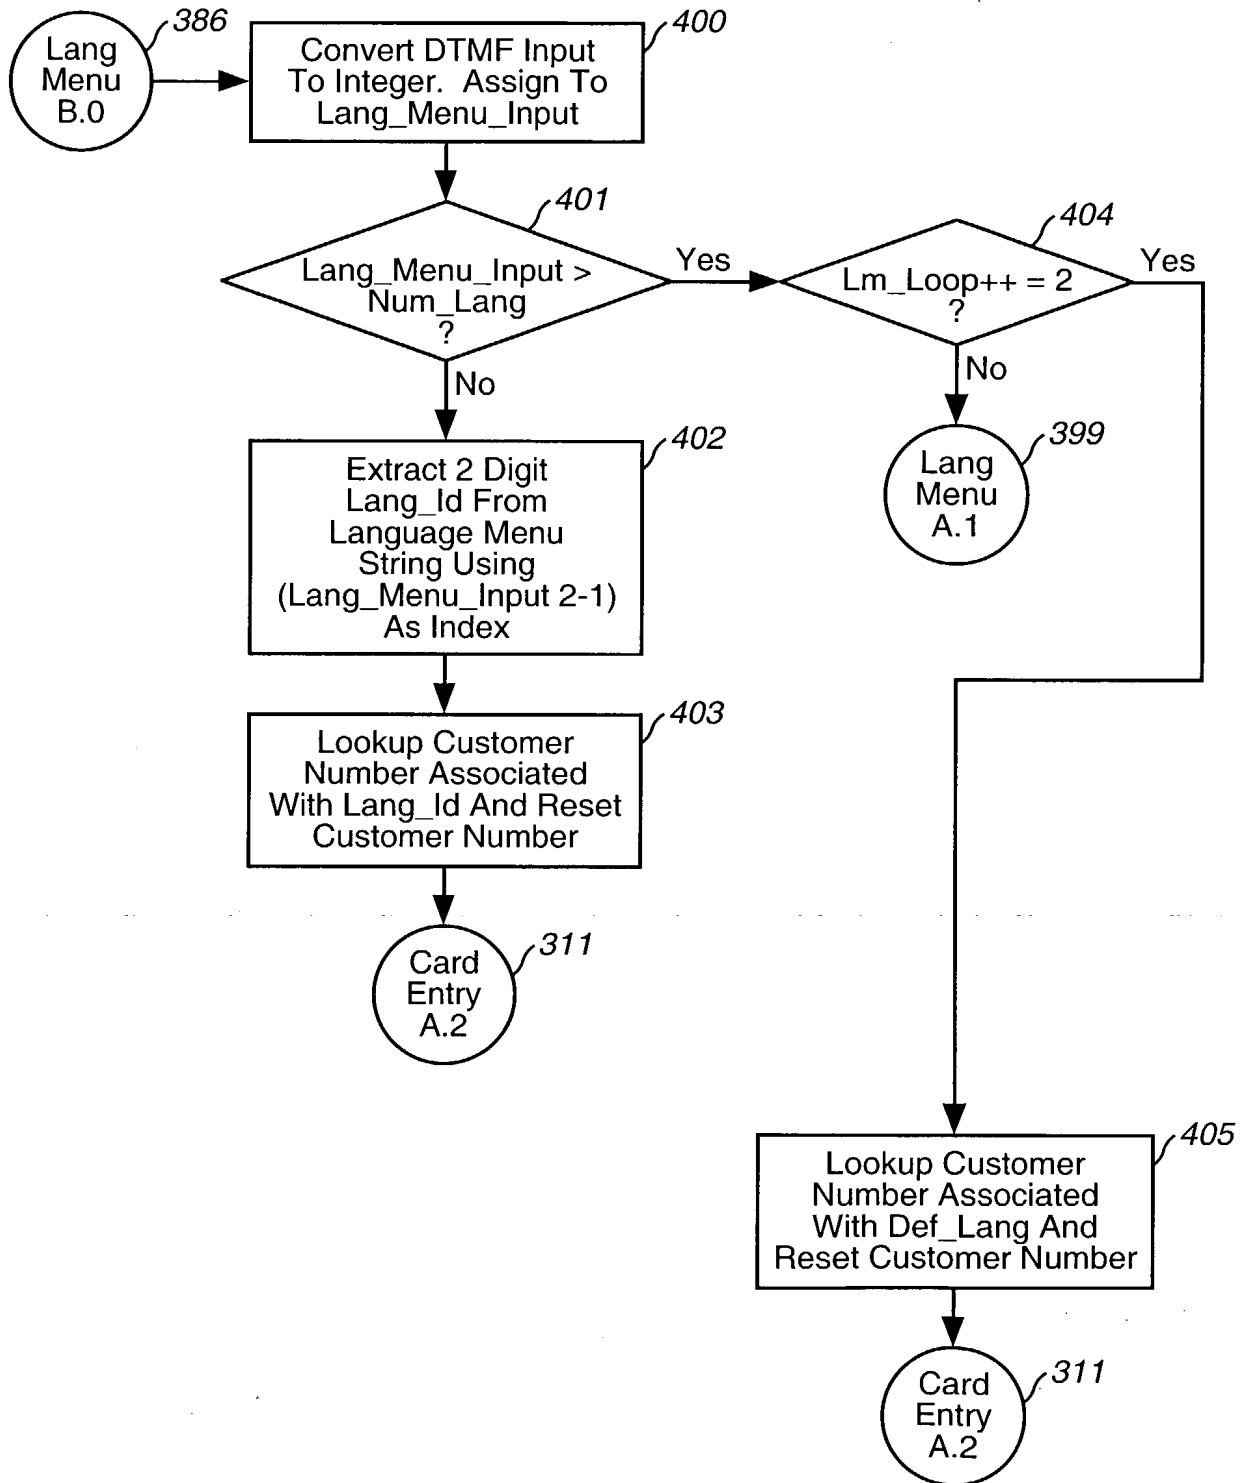 386
Lang
Menu
B.0
400
Convert DTMF Input
To Integer. Assign To
Lang_Menu_Input
401
Lang_Menu_Input >
Num_Lang
?
Yes
No
404
Lm_Loop++ = 2
?
Yes
No
399
Lang
Menu
A.1
402
Extract 2 Digit
Lang_Id From
Language Menu
String Using
(Lang_Menu_Input 2-1)
As Index
403
Lookup Customer
Number Associated
With Lang_Id And Reset
Customer Number
311
Card
Entry
A.2
405
Lookup Customer
Number Associated
With Def_Lang And
Reset Customer Number
311
Card
Entry
A.2